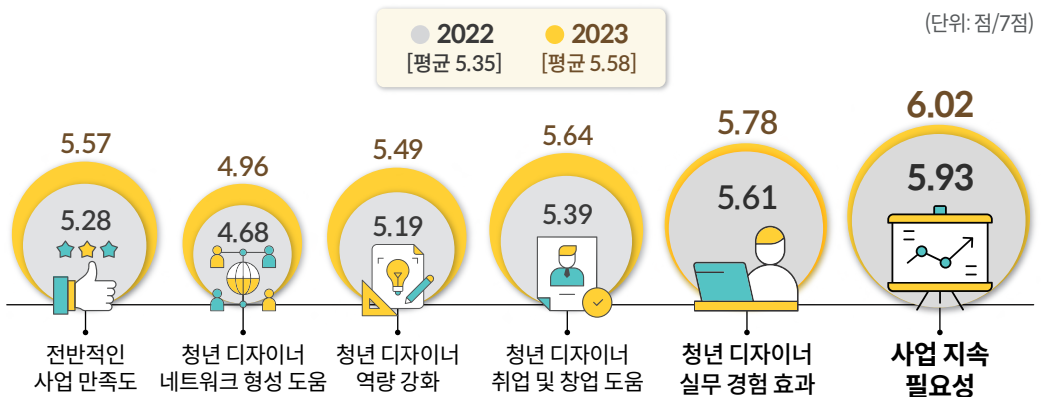 (단위: 점/7점)
2022 2023
[평균 5.35] [평균 5.58]
5.57
5.28
4.96
4.68
5.49
5.19
5.64
5.39
5.78
5.61
6.02
5.93
전반적인
사업 만족도
청년 디자이너
네트워크 형성 도움
청년 디자이너
역량 강화
청년 디자이너
취업 및 창업 도움
청년 디자이너
실무 경험 효과
사업 지속
필요성